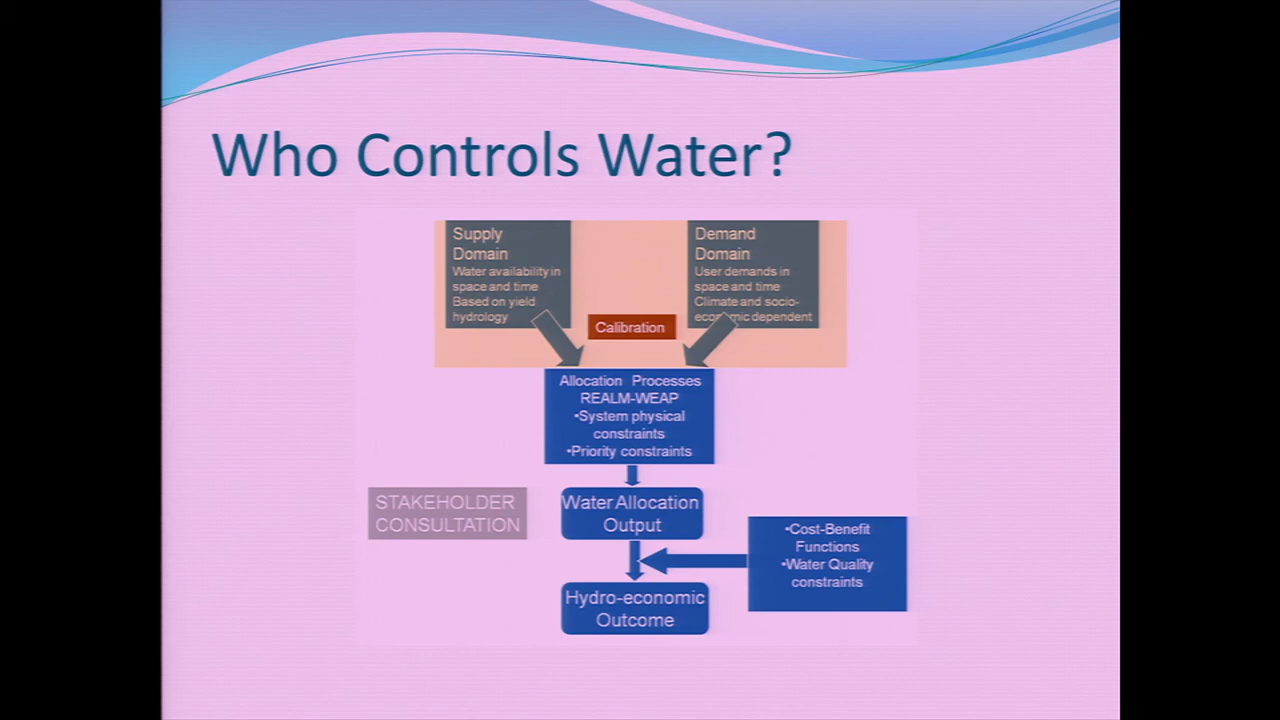 Who Controls Water?
Supply
Domain
Water availability in
space and time
Based on yield
hydrology
Demand
Domain
User demands in
space and time
Climate and socio-
economic dependent
Calibration
Allocation Processes
REALM-WEAP
•System physical
constraints
•Priority constraints
STAKEHOLDER
CONSULTATION
Water Allocation
Output
•Cost-Benefit
Functions
•Water Quality
constraints
Hydro-economic
Outcome